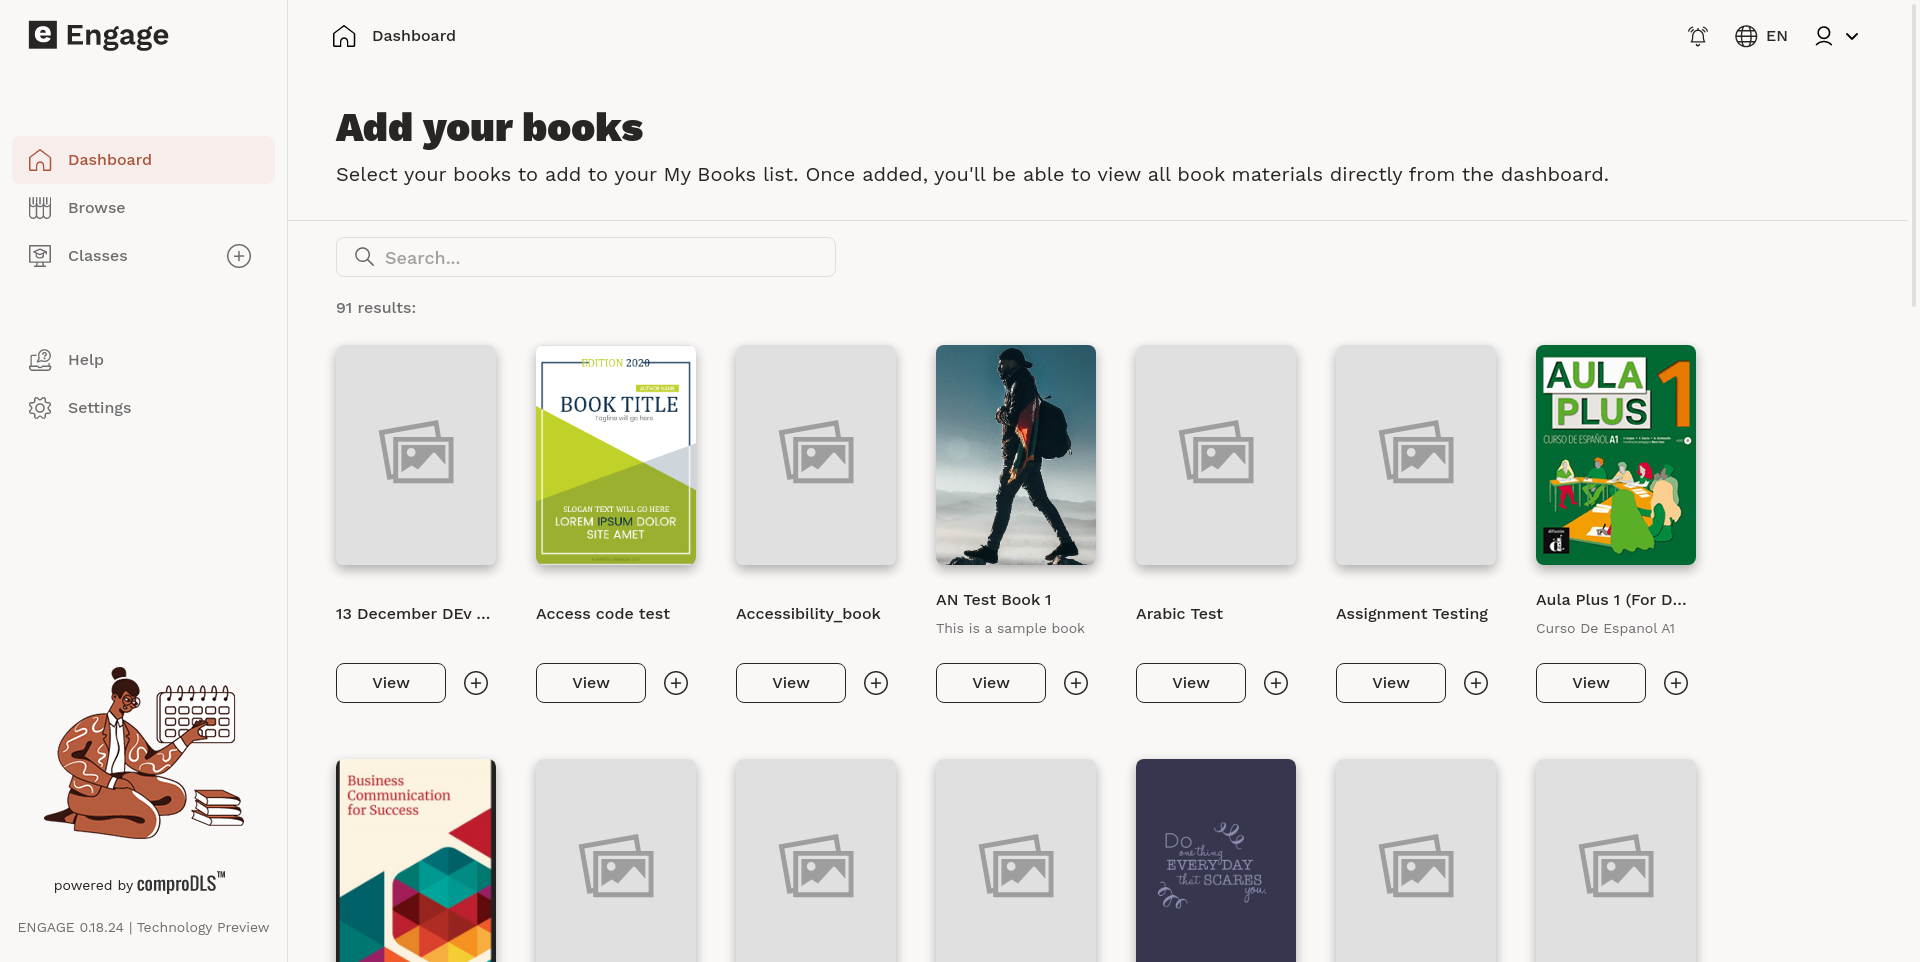 Engage
Dashboard
EN
Dashboard
Browse
Classes
Help
Settings
powered by comproDLS™
ENGAGE 0.18.24 | Technology Preview
Add your books
Select your books to add to your My Books list. Once added, you'll be able to view all book materials directly from the dashboard.
Search...
91 results:
EDITION 2020
AUTHOR NAME
BOOK TITLE
Tagline will go here
SLOGAN TEXT WILL GO HERE
LOREM IPSUM DOLOR
SITE AMET
AULA
PLUS
1
CURSO DE ESPAÑOL A1
13 December DEv ...
Access code test
Accessibility_book
AN Test Book 1
This is a sample book
Arabic Test
Assignment Testing
Aula Plus 1 (For D...
Curso De Espanol A1
View
View
View
View
View
View
View
Business
Communication
for Success
Do
one thing
EVERYDAY
that SCARES
you.